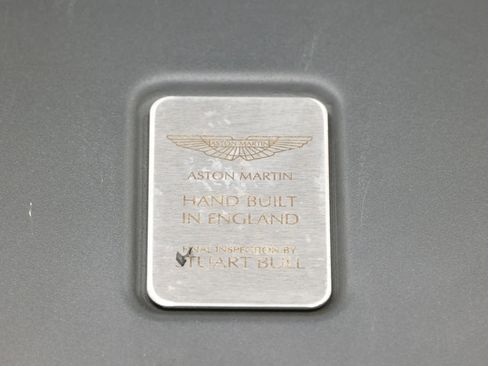 ASTON MARTIN
ASTON MARTIN
HAND BUILT
IN ENGLAND
FINAL INSPECTION BY
STUART BULL